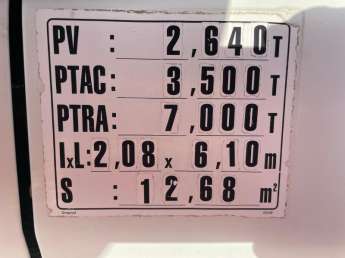 PV : 2,640 T
PTAC : 3,500 T
PTRA : 7,000 T
IxL: 2,08 x 6,10 m
S : 12,68 m²